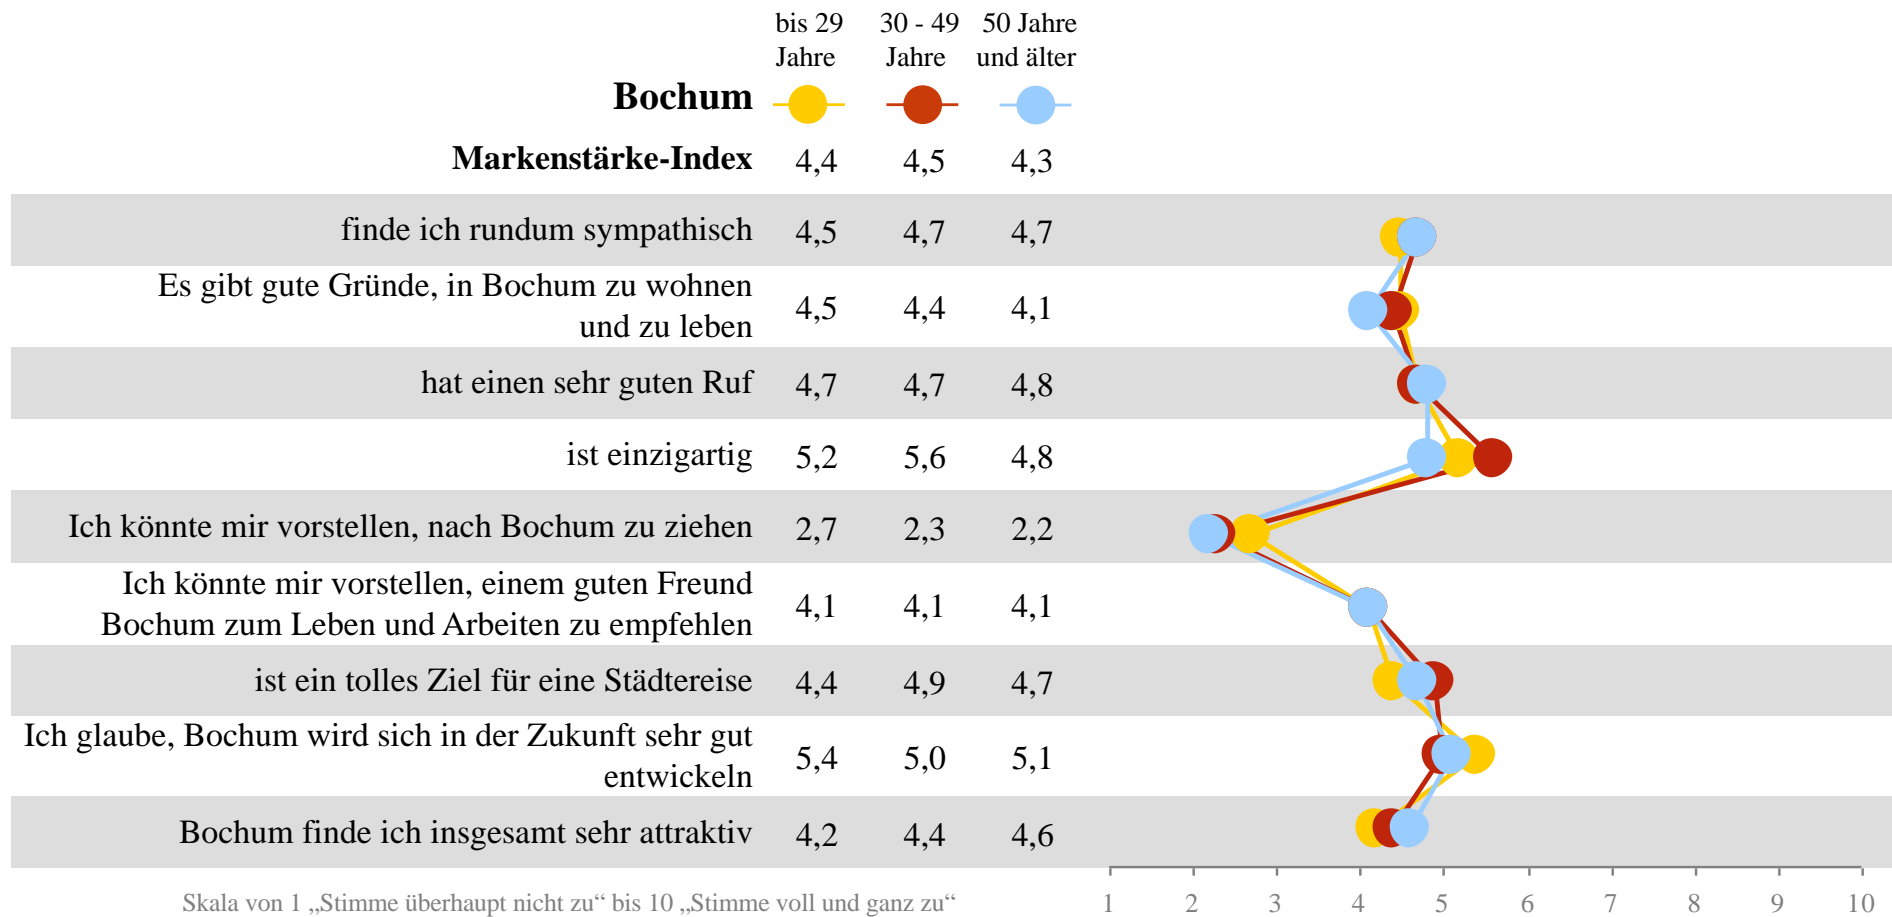 bis 29 Jahre
30 - 49 Jahre
50 Jahre und älter
Bochum
Markenstärke-Index 4,4 4,5 4,3
finde ich rundum sympathisch 4,5 4,7 4,7
Es gibt gute Gründe, in Bochum zu wohnen
und zu leben 4,5 4,4 4,1
hat einen sehr guten Ruf 4,7 4,7 4,8
ist einzigartig 5,2 5,6 4,8
Ich könnte mir vorstellen, nach Bochum zu ziehen 2,7 2,3 2,2
Ich könnte mir vorstellen, einem guten Freund
Bochum zum Leben und Arbeiten zu empfehlen 4,1 4,1 4,1
ist ein tolles Ziel für eine Städtereise 4,4 4,9 4,7
Ich glaube, Bochum wird sich in der Zukunft sehr gut
entwickeln 5,4 5,0 5,1
Bochum finde ich insgesamt sehr attraktiv 4,2 4,4 4,6
Skala von 1 „Stimme überhaupt nicht zu“ bis 10 „Stimme voll und ganz zu“
1 2 3 4 5 6 7 8 9 10